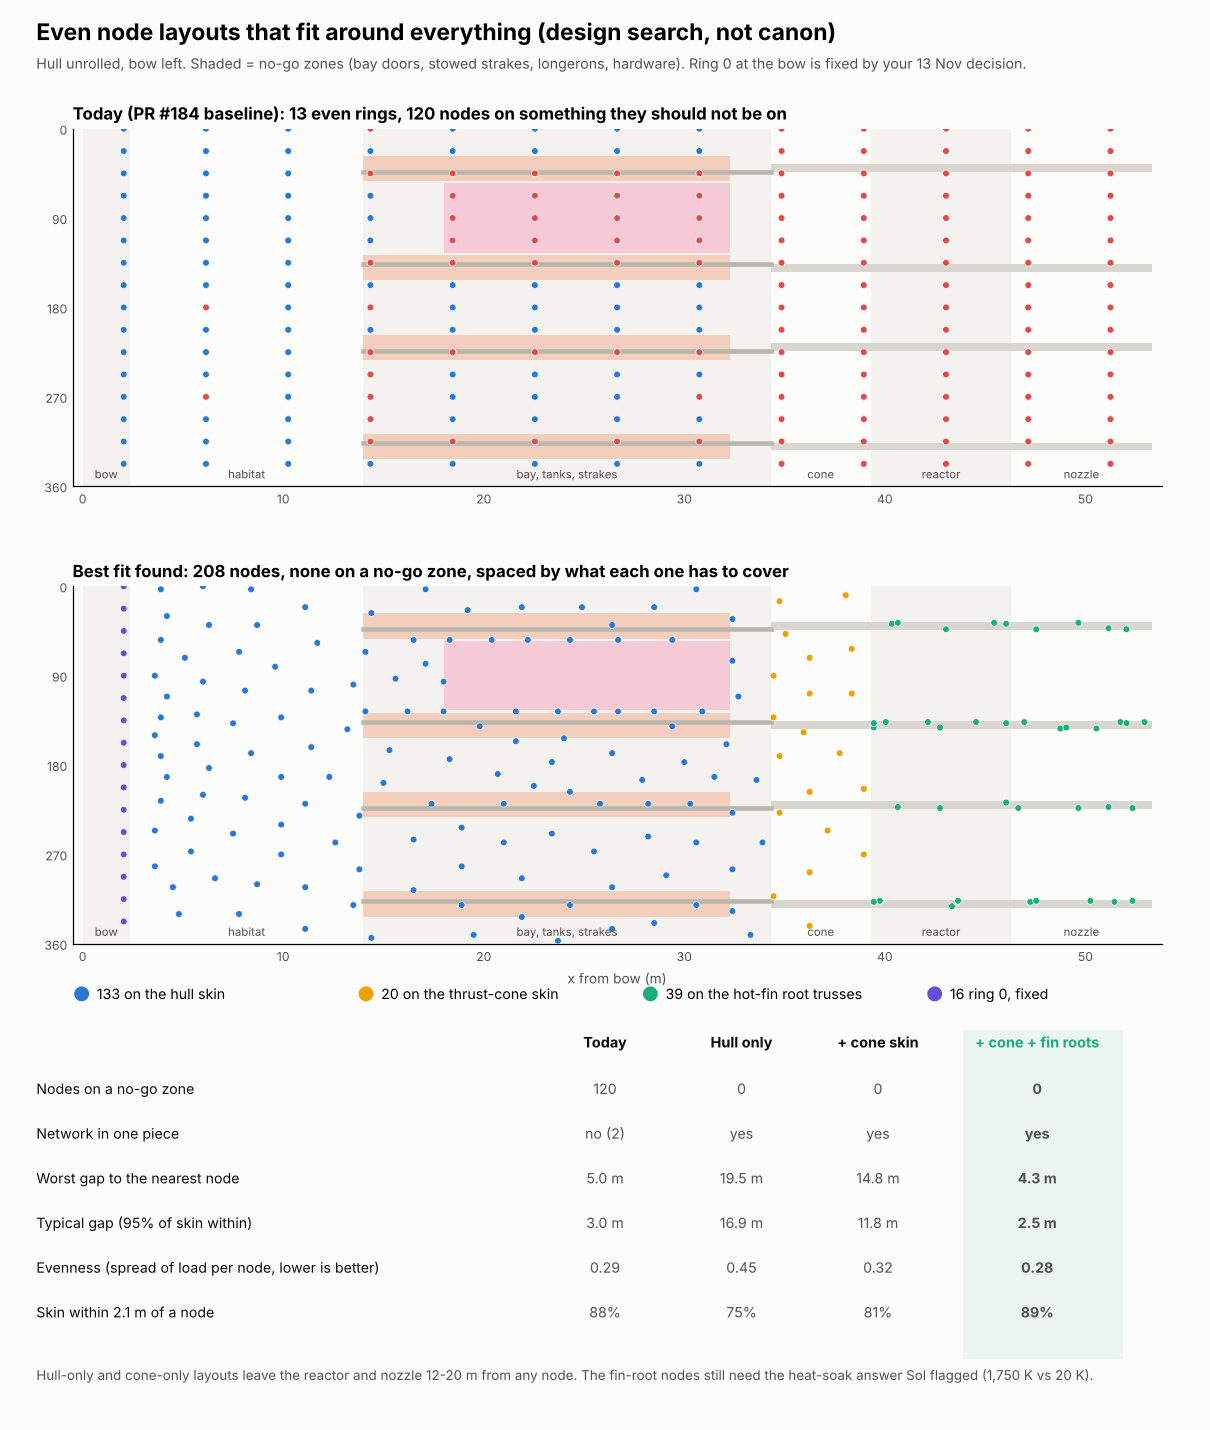 Even node layouts that fit around everything (design search, not canon)
Hull unrolled, bow left. Shaded = no-go zones (bay doors, stowed strakes, longerons, hardware). Ring 0 at the bow is fixed by your 13 Nov decision.
Today (PR #184 baseline): 13 even rings, 120 nodes on something they should not be on
0
90
180
270
360
bow habitat bay, tanks, strakes cone reactor nozzle
0 10 20 30 40 50
Best fit found: 208 nodes, none on a no-go zone, spaced by what each one has to cover
0
90
180
270
360
bow habitat bay, tanks, strakes cone reactor nozzle
0 10 20 30 40 50
x from bow (m)
133 on the hull skin 20 on the thrust-cone skin 39 on the hot-fin root trusses 16 ring 0, fixed
Today Hull only + cone skin + cone + fin roots
Nodes on a no-go zone 120 0 0 0
Network in one piece no (2) yes yes yes
Worst gap to the nearest node 5.0 m 19.5 m 14.8 m 4.3 m
Typical gap (95% of skin within) 3.0 m 16.9 m 11.8 m 2.5 m
Evenness (spread of load per node, lower is better) 0.29 0.45 0.32 0.28
Skin within 2.1 m of a node 88% 75% 81% 89%
Hull-only and cone-only layouts leave the reactor and nozzle 12-20 m from any node. The fin-root nodes still need the heat-soak answer Sol flagged (1,750 K vs 20 K).